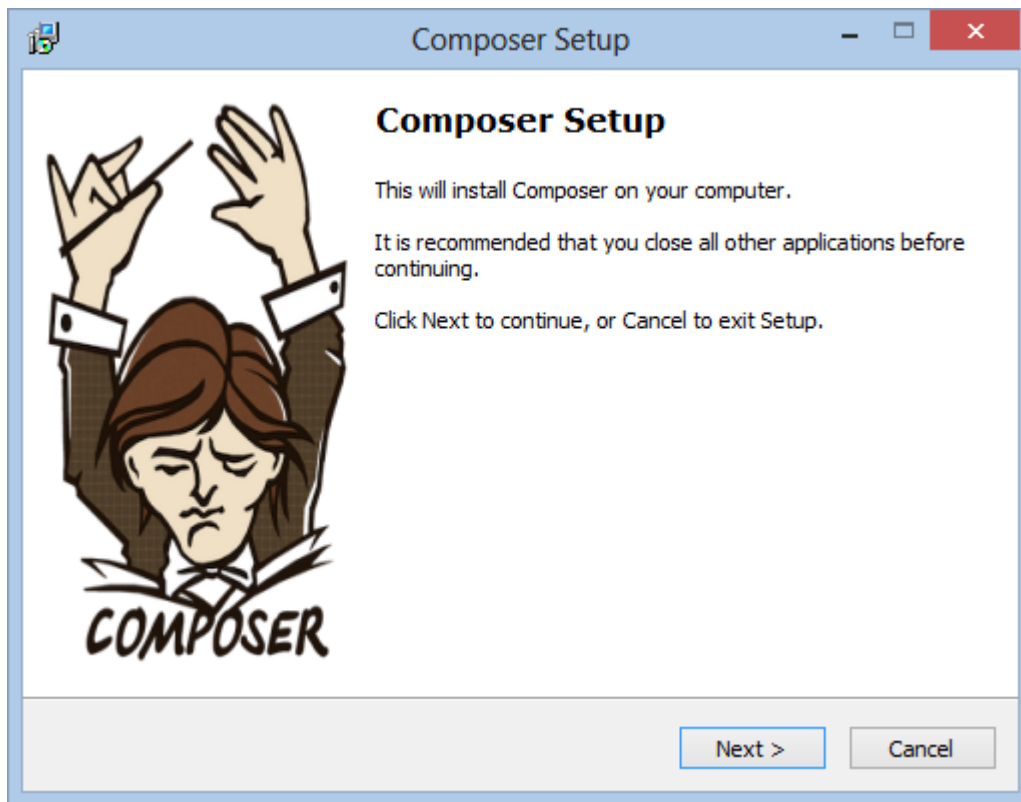 Composer Setup
Composer Setup
This will install Composer on your computer.
It is recommended that you close all other applications before
continuing.
Click Next to continue, or Cancel to exit Setup.
COMPOSER
Next >
Cancel